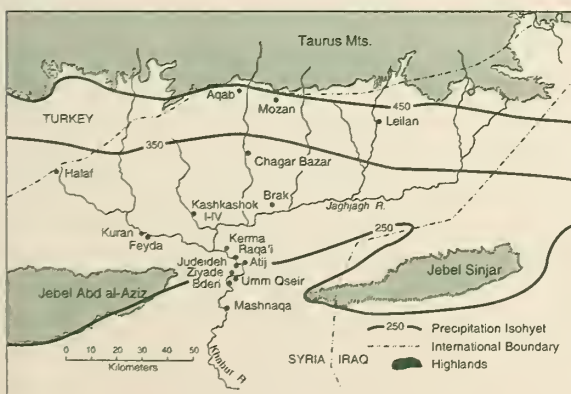 Taurus Mts.
Aqab
Mozan
450
TURKEY
Leilan
350
Chagar Bazar
Halaf
Kashkashok
I-IV
Brak
Jaghjagh R.
Kuran
Feyda
Kerma
Raqa'i
250
Judeideh
Atij
Ziyade
Bderi
Umm Qseir
Jebel Abd al-Aziz
Jebel Sinjar
Mashnaqa
0 10 20 30 40 50
Kilometers
Khabur R.
SYRIA
IRAQ
250 Precipitation Isohyet
International Boundary
Highlands